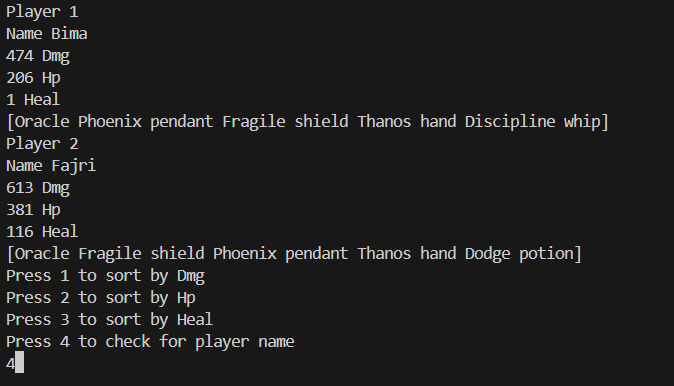 Player 1
Name Bima
474 Dmg
206 Hp
1 Heal
[Oracle Phoenix pendant Fragile shield Thanos hand Discipline whip]
Player 2
Name Fajri
613 Dmg
381 Hp
116 Heal
[Oracle Fragile shield Phoenix pendant Thanos hand Dodge potion]
Press 1 to sort by Dmg
Press 2 to sort by Hp
Press 3 to sort by Heal
Press 4 to check for player name
4